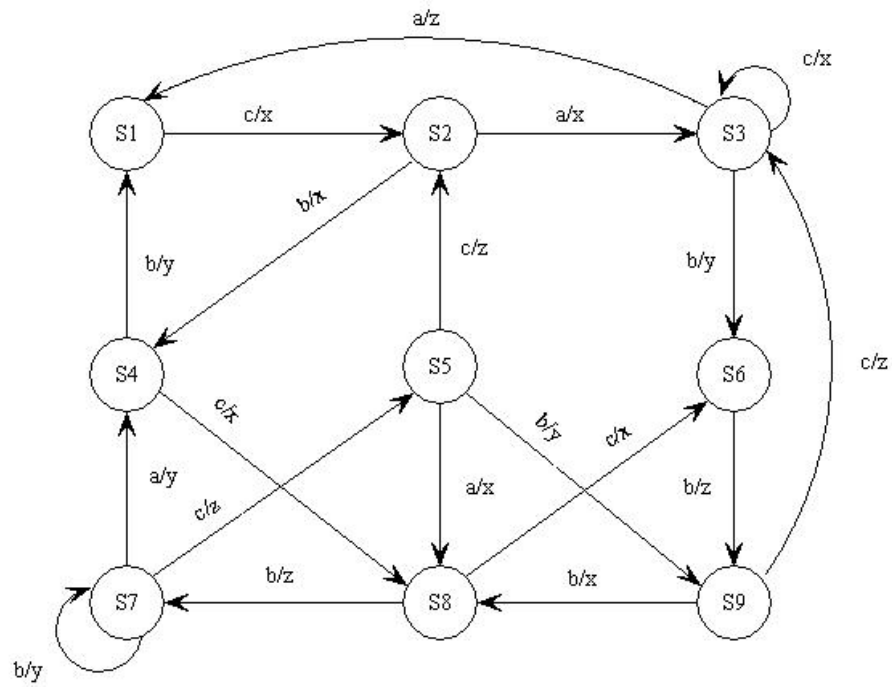 a/z
c/x
S1
c/x
S2
a/x
S3
b/x
b/y
c/z
b/y
S4
S5
S6
c/z
c/x
b/y
c/x
a/y
c/z
a/x
b/z
S7
b/z
S8
b/x
S9
b/y